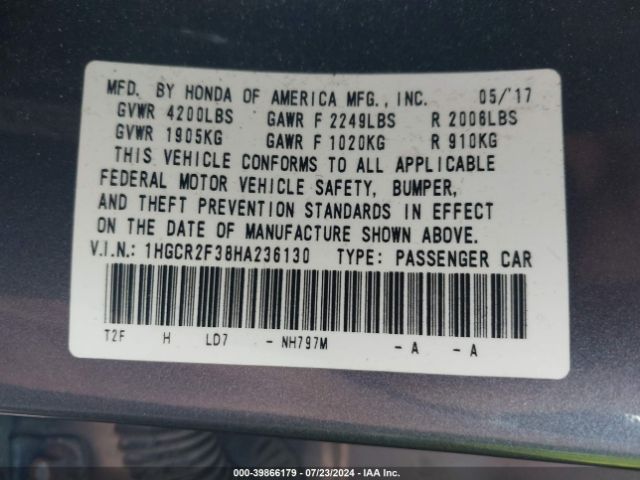 MFD. BY HONDA OF AMERICA MFG., INC. 05/'17
GVWR 4200LBS GAWR F 2249LBS R 2006LBS
GVWR 1905KG GAWR F 1020KG R 910KG
THIS VEHICLE CONFORMS TO ALL APPLICABLE
FEDERAL MOTOR VEHICLE SAFETY, BUMPER,
AND THEFT PREVENTION STANDARDS IN EFFECT
ON THE DATE OF MANUFACTURE SHOWN ABOVE.
V.I.N.: 1HGCR2F38HA236130 TYPE: PASSENGER CAR
T2F H LD7 - NH797M - A - A
000-39866179 | 07/23/2024 | IAA Inc.